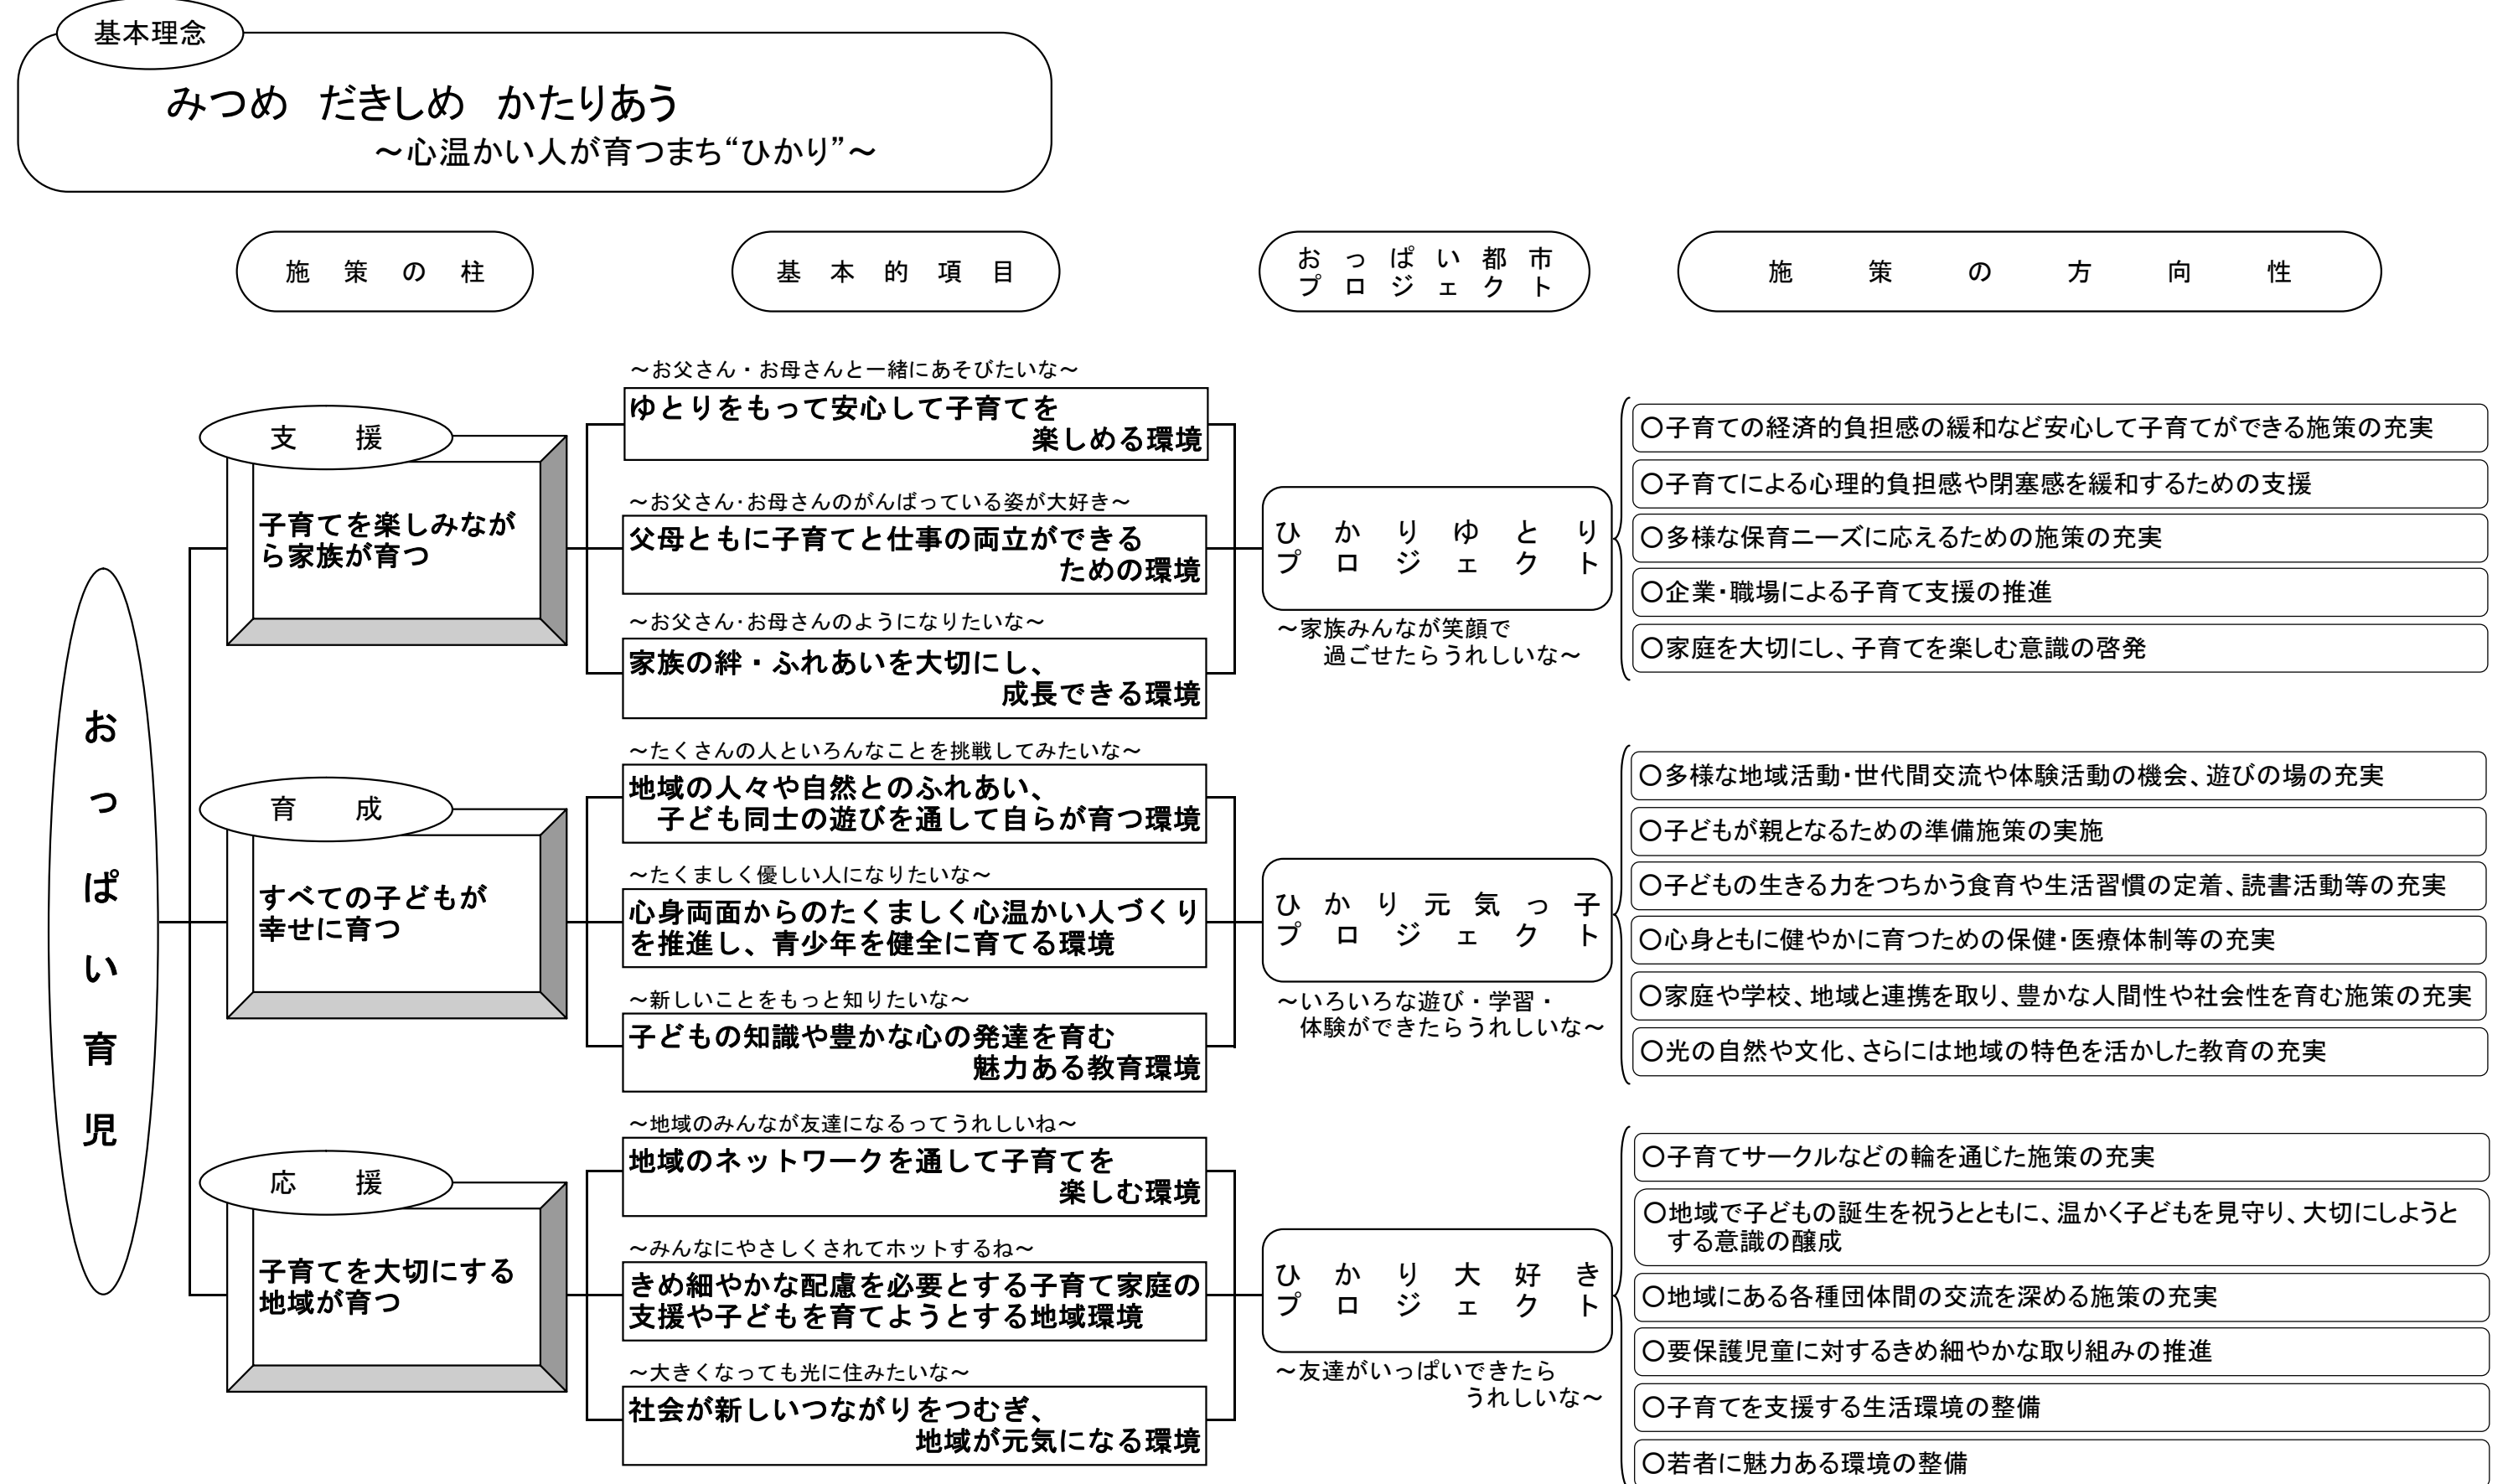 基本理念
みつめ　だきしめ　かたりあう
～心温かい人が育つまち“ひかり”～
施策の柱
基本的項目
おっぱい都市
プロジェクト
施策の方向性
おっぱい育児
支援
子育てを楽しみなが
ら家族が育つ
～お父さん・お母さんと一緒にあそびたいな～
ゆとりをもって安心して子育てを
楽しめる環境
～お父さん・お母さんのがんばっている姿が大好き～
父母ともに子育てと仕事の両立ができる
ための環境
～お父さん・お母さんのようになりたいな～
家族の絆・ふれあいを大切にし、
成長できる環境
ひかりゆとり
プロジェクト
～家族みんなが笑顔で
過ごせたらうれしいな～
○子育ての経済的負担感の緩和など安心して子育てができる施策の充実
○子育てによる心理的負担感や閉塞感を緩和するための支援
○多様な保育ニーズに応えるための施策の充実
○企業・職場による子育て支援の推進
○家庭を大切にし、子育てを楽しむ意識の啓発
育成
すべての子どもが
幸せに育つ
～たくさんの人といろんなことを挑戦してみたいな～
地域の人々や自然とのふれあい、
子ども同士の遊びを通して自らが育つ環境
～たくましく優しい人になりたいな～
心身両面からのたくましく心温かい人づくり
を推進し、青少年を健全に育てる環境
～新しいことをもっと知りたいな～
子どもの知識や豊かな心の発達を育む
魅力ある教育環境
ひかり元気っ子
プロジェクト
～いろいろな遊び・学習・
体験ができたらうれしいな～
○多様な地域活動・世代間交流や体験活動の機会、遊びの場の充実
○子どもが親となるための準備施策の実施
○子どもの生きる力をつちかう食育や生活習慣の定着、読書活動等の充実
○心身ともに健やかに育つための保健・医療体制等の充実
○家庭や学校、地域と連携を取り、豊かな人間性や社会性を育む施策の充実
○光の自然や文化、さらには地域の特色を活かした教育の充実
応援
子育てを大切にする
地域が育つ
～地域のみんなが友達になるってうれしいね～
地域のネットワークを通して子育てを
楽しむ環境
～みんなにやさしくされてホットするね～
きめ細やかな配慮を必要とする子育て家庭の
支援や子どもを育てようとする地域環境
～大きくなっても光に住みたいな～
社会が新しいつながりをつむぎ、
地域が元気になる環境
ひかり大好き
プロジェクト
～友達がいっぱいできたら
うれしいな～
○子育てサークルなどの輪を通じた施策の充実
○地域で子どもの誕生を祝うとともに、温かく子どもを見守り、大切にしようと
する意識の醸成
○地域にある各種団体間の交流を深める施策の充実
○要保護児童に対するきめ細やかな取り組みの推進
○子育てを支援する生活環境の整備
○若者に魅力ある環境の整備